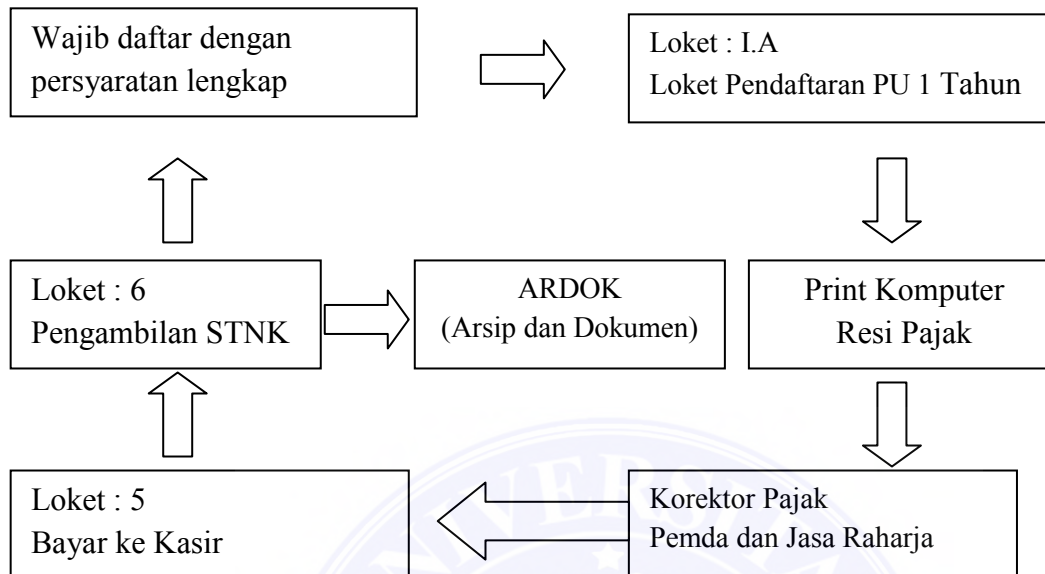 Wajib daftar dengan
persyaratan lengkap
Loket : I.A
Loket Pendaftaran PU 1 Tahun
Loket : 6
Pengambilan STNK
ARDOK
(Arsip dan Dokumen)
Print Komputer
Resi Pajak
Loket : 5
Bayar ke Kasir
Korektor Pajak
Pemda dan Jasa Raharja
UNIVERSITA